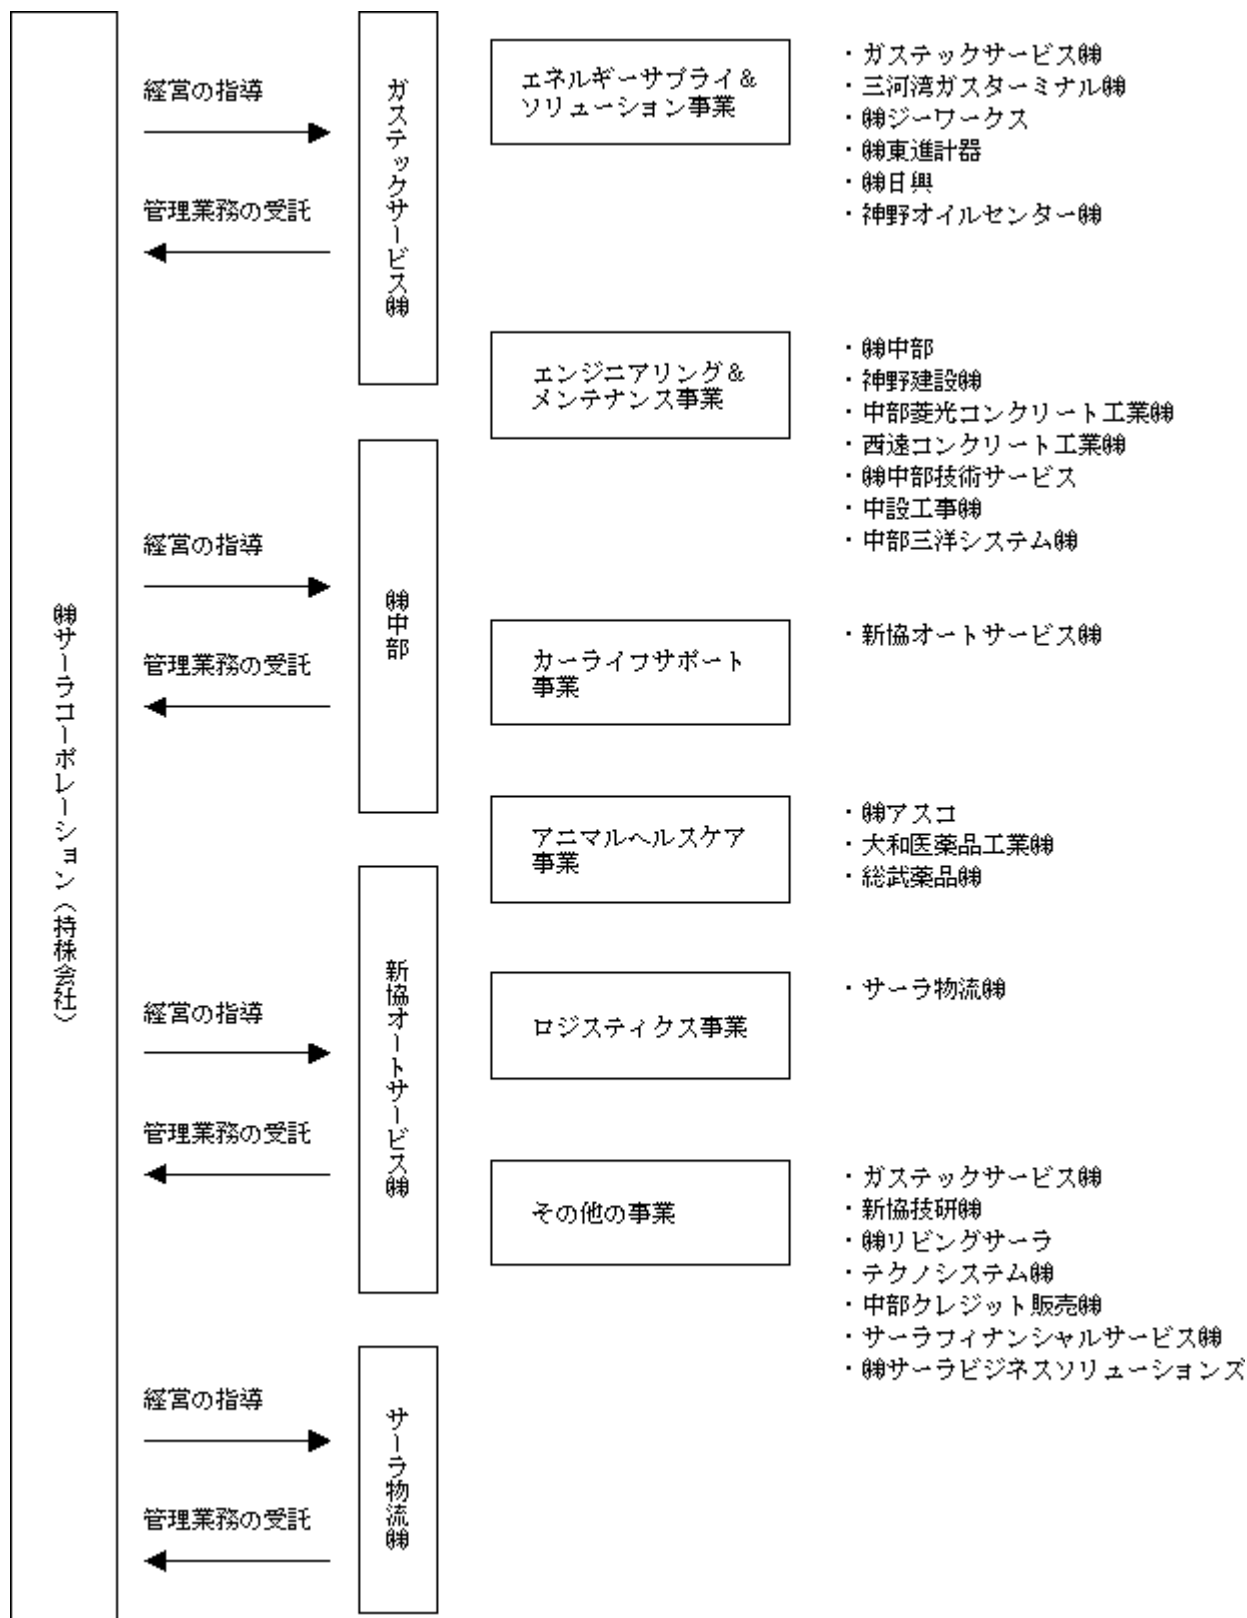 ㈱サーラコーポレーション（持株会社）
経営の指導
管理業務の受託
ガステックサービス㈱
経営の指導
管理業務の受託
㈱中部
経営の指導
管理業務の受託
新協オートサービス㈱
経営の指導
管理業務の受託
サーラ物流㈱
エネルギーサプライ＆
ソリューション事業
・ガステックサービス㈱
・三河湾ガスターミナル㈱
・㈱ジーワークス
・㈱東進計器
・㈱日興
・神野オイルセンター㈱
エンジニアリング＆
メンテナンス事業
・㈱中部
・神野建設㈱
・中部菱光コンクリート工業㈱
・西遠コンクリート工業㈱
・㈱中部技術サービス
・中設工事㈱
・中部三洋システム㈱
カーライフサポート
事業
・新協オートサービス㈱
アニマルヘルスケア
事業
・㈱アスコ
・大和医薬品工業㈱
・総武薬品㈱
ロジスティクス事業
・サーラ物流㈱
その他の事業
・ガステックサービス㈱
・新協技研㈱
・㈱リビングサーラ
・テクノシステム㈱
・中部クレジット販売㈱
・サーラフィナンシャルサービス㈱
・㈱サーラビジネスソリューションズ